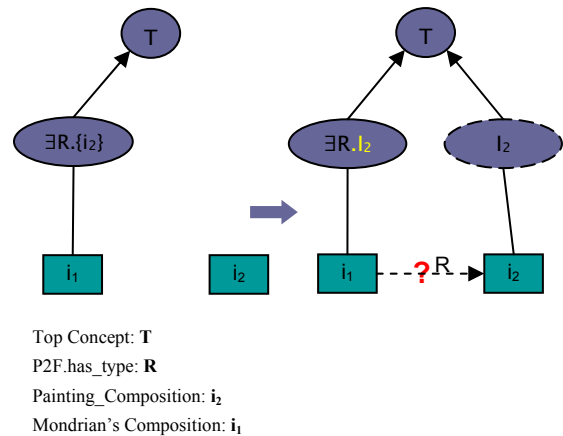 T T
∃R.{i₂} ∃R.I₂ I₂
i₁ i₂ i₁ ? R i₂
Top Concept: T
P2F.has_type: R
Painting_Composition: i₂
Mondrian's Composition: i₁